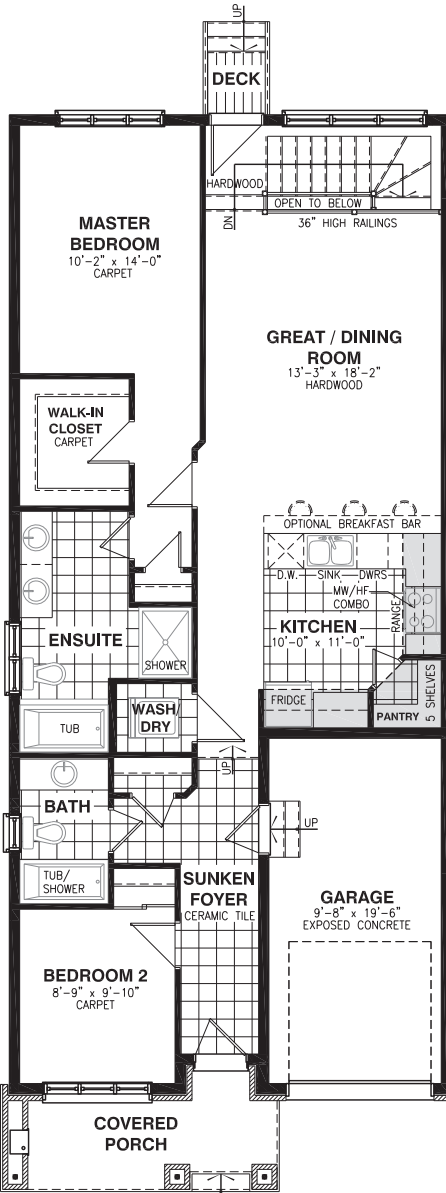 UP
DECK
HARDWOOD
OPEN TO BELOW
DN
36" HIGH RAILINGS
MASTER
BEDROOM
10'-2" x 14'-0"
CARPET
GREAT / DINING
ROOM
13'-3" x 18'-2"
HARDWOOD
WALK-IN
CLOSET
CARPET
OPTIONAL BREAKFAST BAR
D.W. SINK DWRS
MW/HF
COMBO
RANGE
KITCHEN
10'-0" x 11'-0"
ENSUITE
SHOWER
FRIDGE
PANTRY
5 SHELVES
TUB
WASH/
DRY
UP
BATH
UP
TUB/
SHOWER
SUNKEN
FOYER
CERAMIC TILE
GARAGE
9'-8" x 19'-6"
EXPOSED CONCRETE
BEDROOM 2
8'-9" x 9'-10"
CARPET
COVERED
PORCH
UP